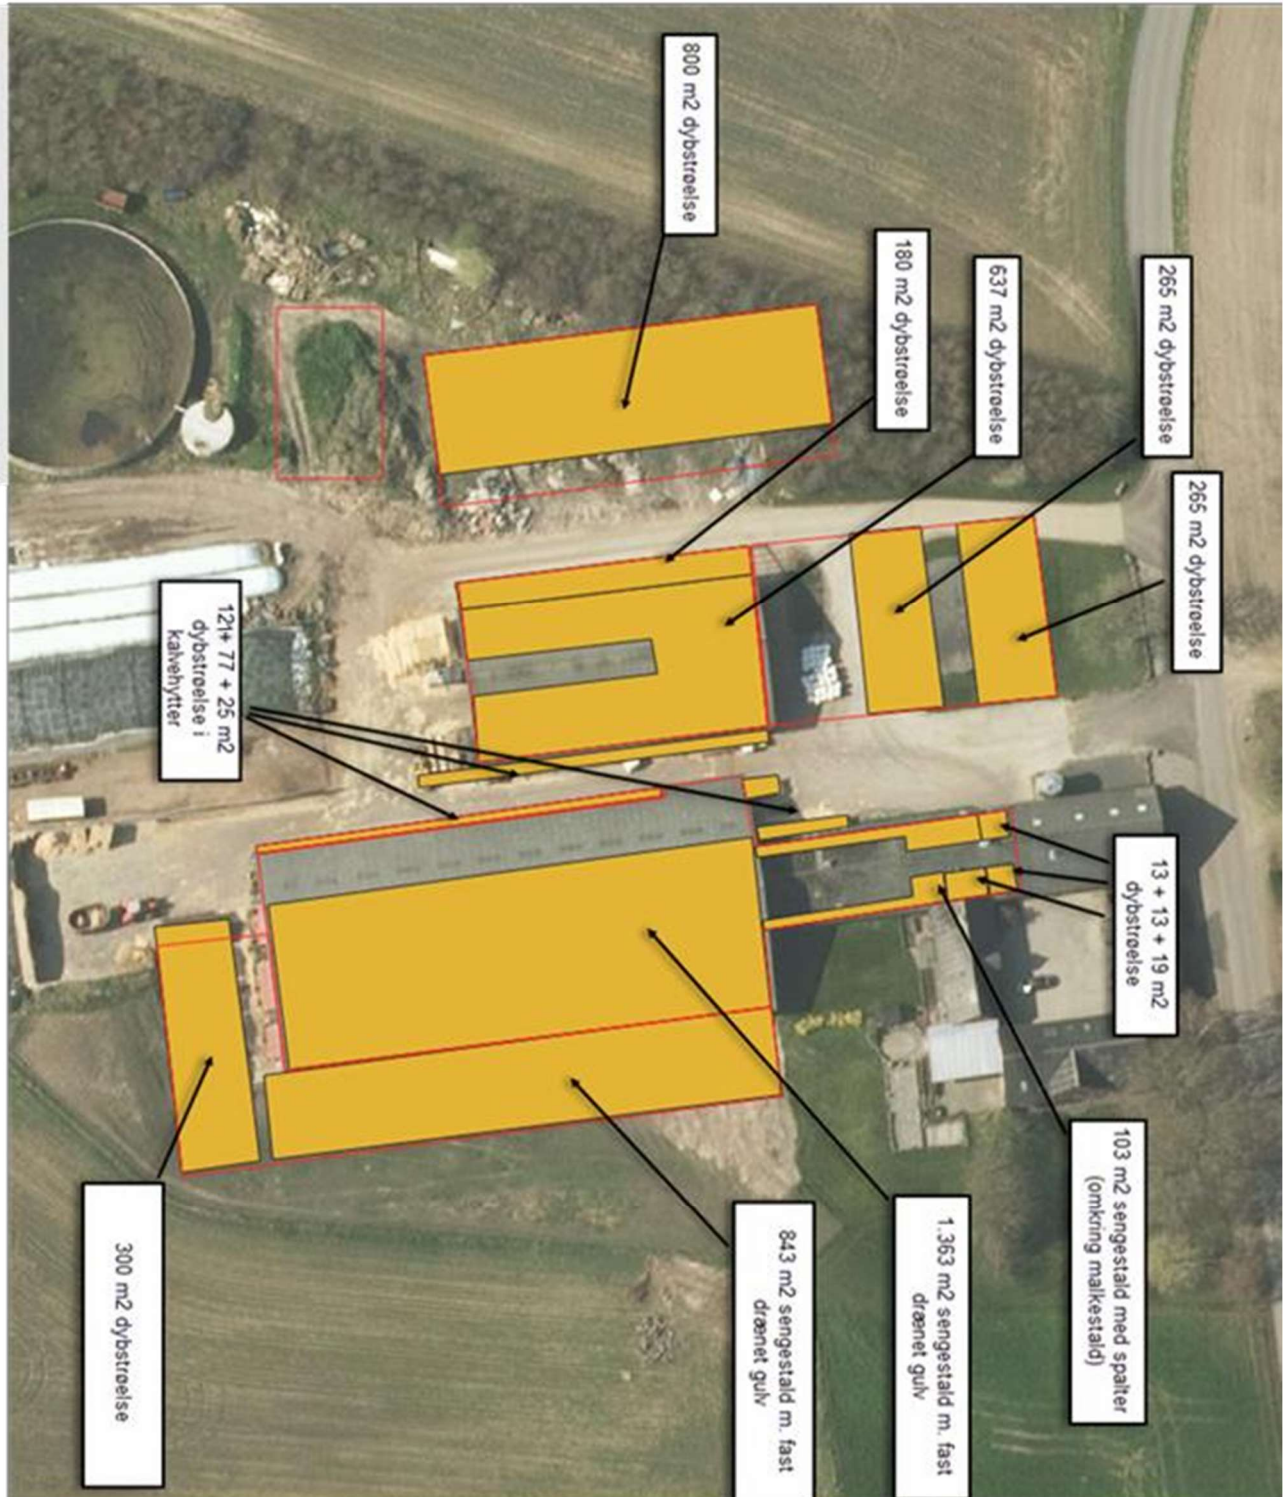 800 m2 dybstrøelse
180 m2 dybstrøelse
637 m2 dybstrøelse
265 m2 dybstrøelse
265 m2 dybstrøelse
121+ 77 + 25 m2
dybstrøelse i
kalvehytter
13 + 13 + 19 m2
dybstrøelse
103 m2 sengestald med spalter
(omkring malkestald)
1.363 m2 sengestald m. fast
drænet gulv
843 m2 sengestald m. fast
drænet gulv
300 m2 dybstrøelse